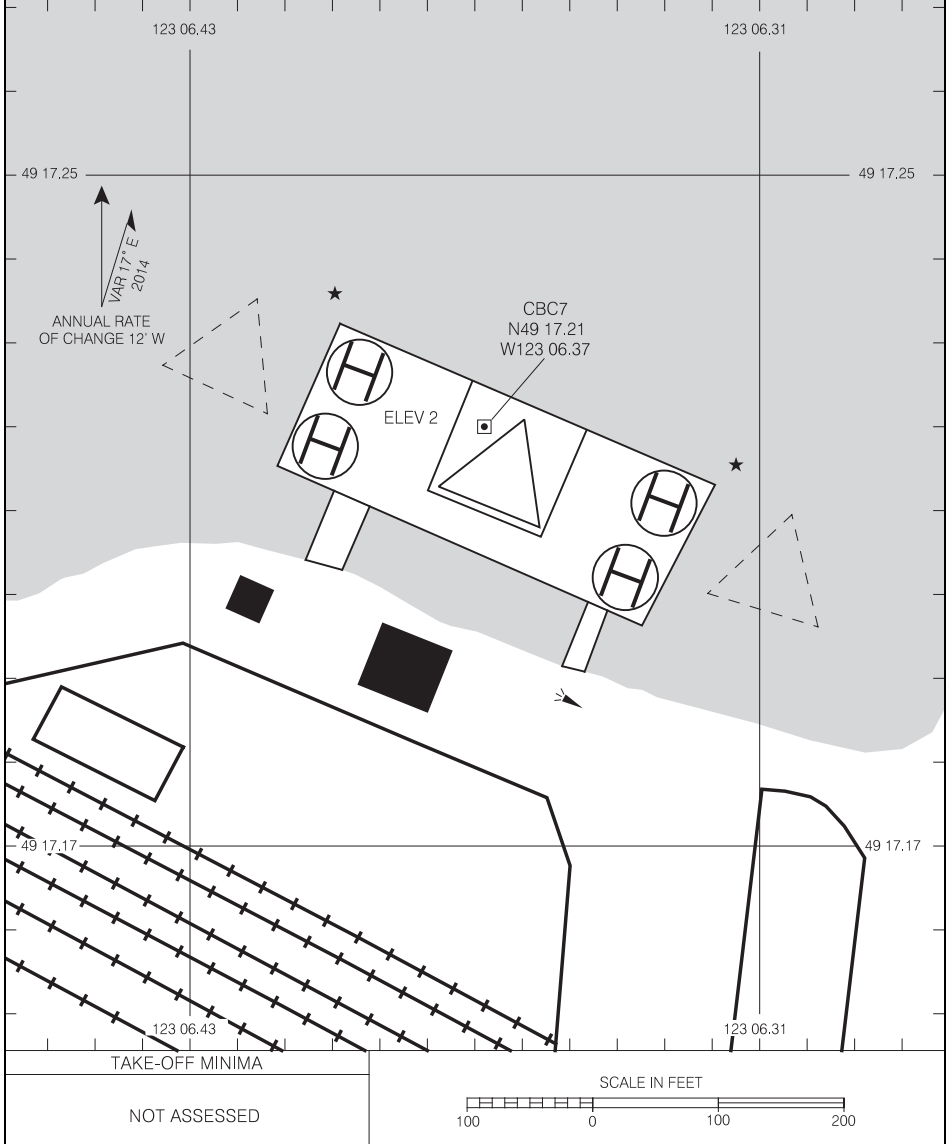 123 06.43
123 06.31
49 17.25
49 17.25
VAR 17° E
2014
ANNUAL RATE
OF CHANGE 12' W
CBC7
N49 17.21
W123 06.37
H
ELEV 2
H
H
H
49 17.17
49 17.17
123 06.43
123 06.31
TAKE-OFF MINIMA
NOT ASSESSED
SCALE IN FEET
100 0 100 200